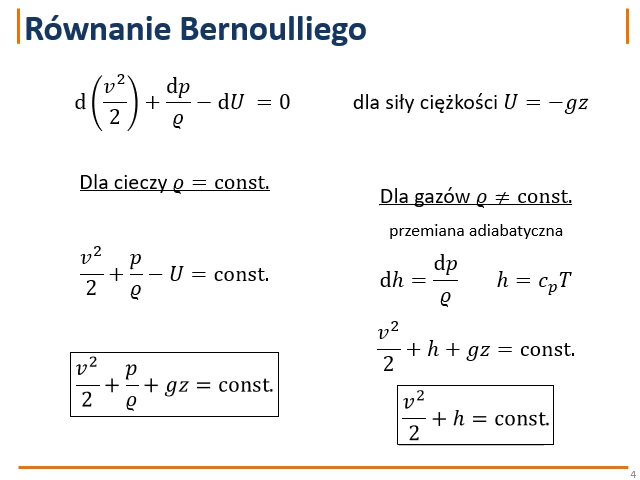 Równanie Bernoulliego
d(𝑣²/2) + d𝑝/𝜚 − d𝑈 = 0
dla siły ciężkości 𝑈 = −𝑔𝑧
Dla cieczy 𝜚 = const.
𝑣²/2 + 𝑝/𝜚 − 𝑈 = const.
𝑣²/2 + 𝑝/𝜚 + 𝑔𝑧 = const.
Dla gazów 𝜚 ≠ const.
przemiana adiabatyczna
dℎ = d𝑝/𝜚 ℎ = 𝑐ₚ𝑇
𝑣²/2 + ℎ + 𝑔𝑧 = const.
𝑣²/2 + ℎ = const.
4